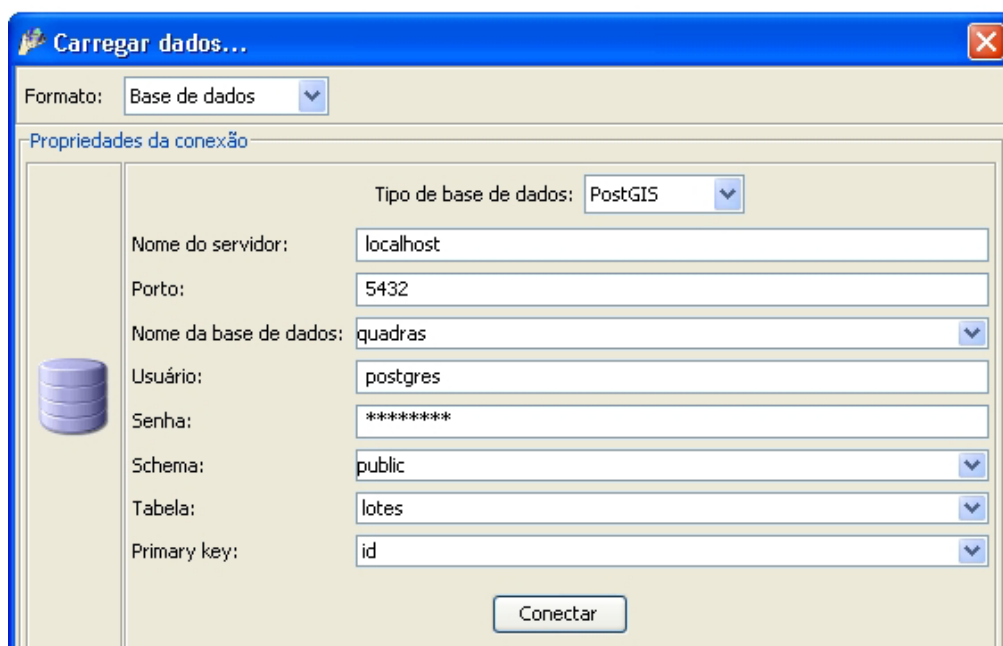 Carregar dados...
Formato: Base de dados
Propriedades da conexão
Tipo de base de dados: PostGIS
Nome do servidor: localhost
Porto: 5432
Nome da base de dados: quadras
Usuário: postgres
Senha: ********
Schema: public
Tabela: lotes
Primary key: id
Conectar